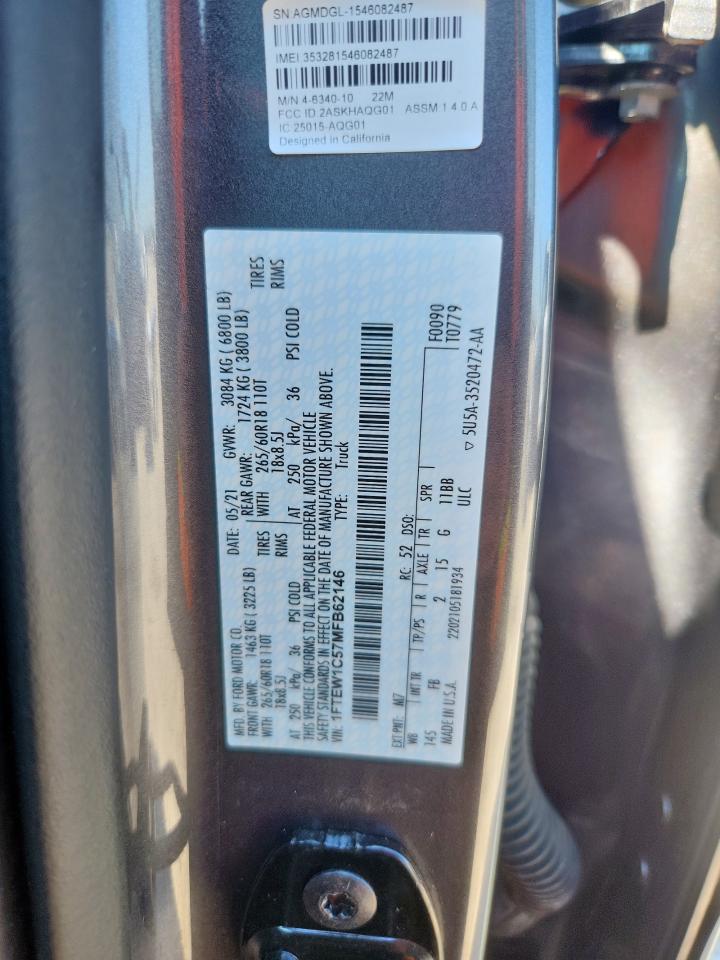 SN:AGMDGL-1546082487
IMEI:353281546082487
M/N 4-6340-10 22M
FCC ID:2ASKHAQG01 ASSM 1.4.0.A
IC:25015-AQG01
Designed in California
MFD. BY FORD MOTOR CO.
DATE: 05/21 GVWR: 3084 KG ( 6800 LB)
FRONT GAWR: 1463 KG ( 3225 LB) REAR GAWR: 1724 KG ( 3800 LB)
WITH 265/60R18 110T TIRES WITH 265/60R18 110T TIRES
18x8.5J RIMS 18x8.5J RIMS
AT 250 kPa/ 36 PSI COLD AT 250 kPa/ 36 PSI COLD
THIS VEHICLE CONFORMS TO ALL APPLICABLE FEDERAL MOTOR VEHICLE
SAFETY STANDARDS IN EFFECT ON THE DATE OF MANUFACTURE SHOWN ABOVE.
VIN: 1FTEW1C57MFB62146 TYPE: Truck
EXT PNT: M7 RC: 52 DSO: F0090
WB INT TR TP/PS R AXLE TR SPR T0779
145 FB 2 15 G 11BB
MADE IN U.S.A. 2202105181934 ULC
▽ 5U5A-3520472-AA